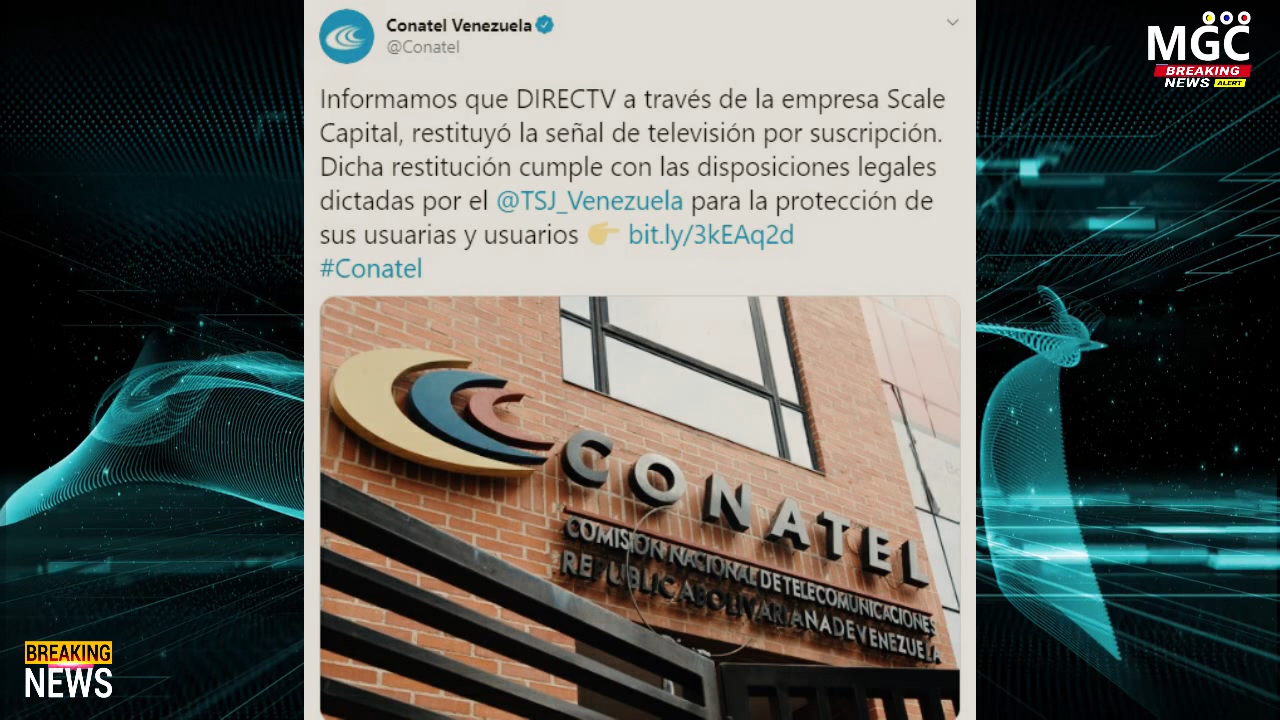 Conatel Venezuela
@Conatel
Informamos que DIRECTV a través de la empresa Scale
Capital, restituyó la señal de televisión por suscripción.
Dicha restitución cumple con las disposiciones legales
dictadas por el @TSJ_Venezuela para la protección de
sus usuarias y usuarios 👉 bit.ly/3kEAq2d
#Conatel
CONATEL
COMISIÓN NACIONAL DE TELECOMUNICACIONES
REPUBLICA BOLIVARIANA DE VENEZUELA
MGC
BREAKING
NEWS ALERT
BREAKING
NEWS